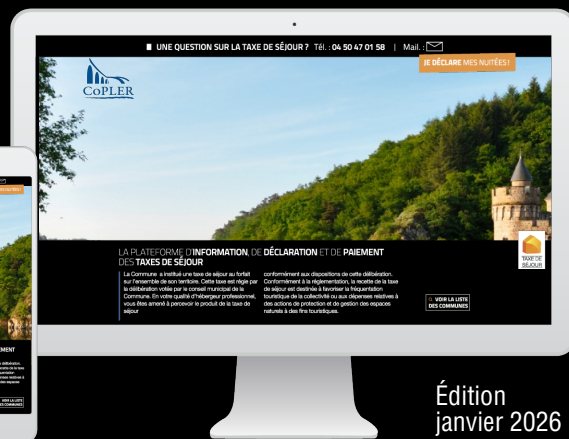 UNE QUESTION SUR LA TAXE DE SÉJOUR ? Tél. : 04 50 47 01 58 | Mail. :
JE DÉCLARE MES NUITÉES !
CoPLER
LA PLATEFORME D'INFORMATION, DE DÉCLARATION ET DE PAIEMENT
DES TAXES DE SÉJOUR
La Commune a institué une taxe de séjour au forfait
sur l'ensemble de son territoire. Cette taxe est régie par
la délibération votée par le conseil municipal de la
Commune. En votre qualité d'hébergeur professionnel,
vous êtes amené à percevoir le produit de la taxe de
séjour
conformément aux dispositions de cette délibération.
Conformément à la réglementation, la recette de la taxe
de séjour est destinée à favoriser la fréquentation
touristique de la collectivité ou aux dépenses relatives à
des actions de protection et de gestion des espaces
naturels à des fins touristiques.
TAXE DE
SÉJOUR
VOIR LA LISTE
DES COMMUNES
VOIR LA LISTE
DES COMMUNES
Édition
janvier 2026